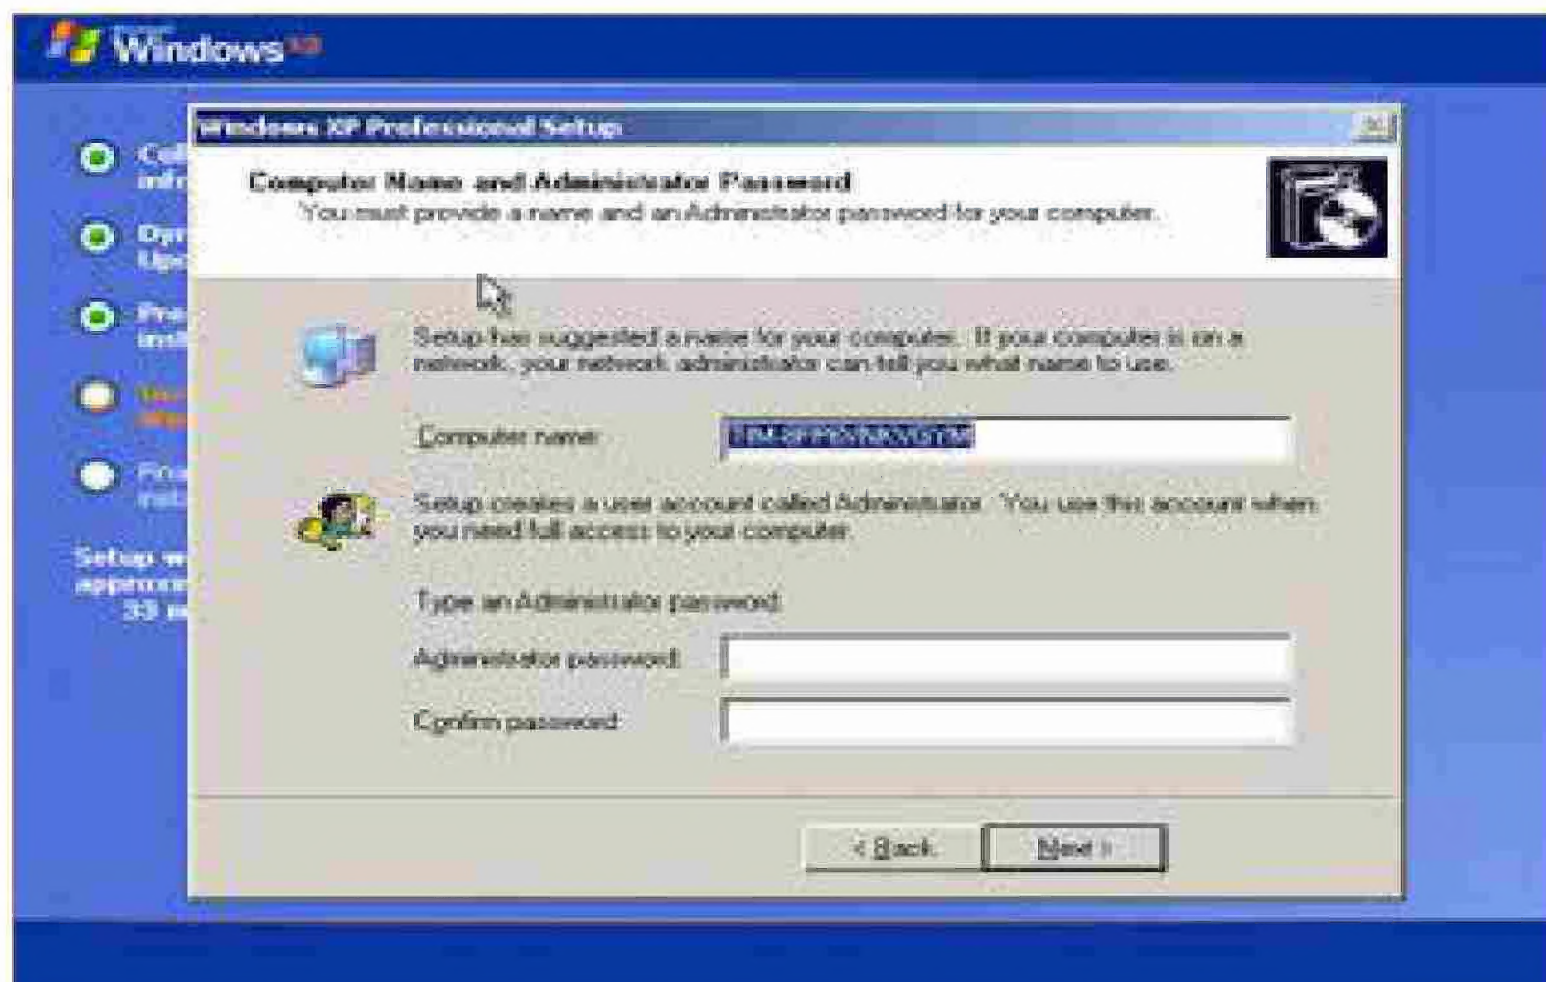 Windows xp
Windows XP Professional Setup
Computer Name and Administrator Password
You must provide a name and an Administrator password for your computer.
Setup has suggested a name for your computer. If your computer is on a
network, your network administrator can tell you what name to use.
Computer name:
Setup creates a user account called Administrator. You use this account when
you need full access to your computer.
Type an Administrator password.
Administrator password:
Confirm password:
< Back
Next >
Setup
33